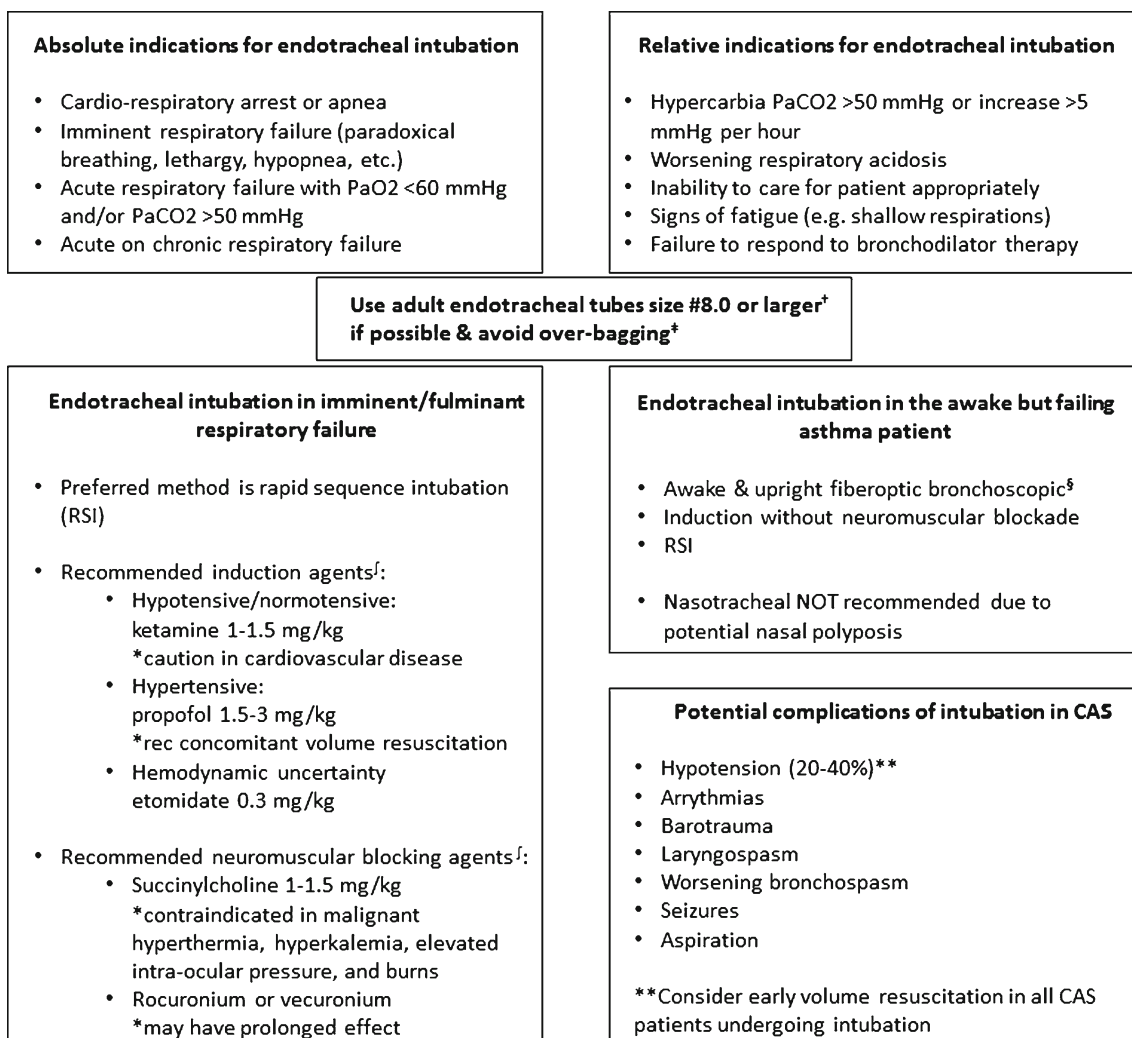 Absolute indications for endotracheal intubation
• Cardio-respiratory arrest or apnea
• Imminent respiratory failure (paradoxical
breathing, lethargy, hypopnea, etc.)
• Acute respiratory failure with PaO2 <60 mmHg
and/or PaCO2 >50 mmHg
• Acute on chronic respiratory failure
Relative indications for endotracheal intubation
• Hypercarbia PaCO2 >50 mmHg or increase >5
mmHg per hour
• Worsening respiratory acidosis
• Inability to care for patient appropriately
• Signs of fatigue (e.g. shallow respirations)
• Failure to respond to bronchodilator therapy
Use adult endotracheal tubes size #8.0 or larger†
if possible & avoid over-bagging‡
Endotracheal intubation in imminent/fulminant
respiratory failure
• Preferred method is rapid sequence intubation
(RSI)
• Recommended induction agents∫:
• Hypotensive/normotensive:
ketamine 1-1.5 mg/kg
*caution in cardiovascular disease
• Hypertensive:
propofol 1.5-3 mg/kg
*rec concomitant volume resuscitation
• Hemodynamic uncertainty
etomidate 0.3 mg/kg
• Recommended neuromuscular blocking agents∫:
• Succinylcholine 1-1.5 mg/kg
*contraindicated in malignant
hyperthermia, hyperkalemia, elevated
intra-ocular pressure, and burns
• Rocuronium or vecuronium
*may have prolonged effect
Endotracheal intubation in the awake but failing
asthma patient
• Awake & upright fiberoptic bronchoscopic§
• Induction without neuromuscular blockade
• RSI
• Nasotracheal NOT recommended due to
potential nasal polyposis
Potential complications of intubation in CAS
• Hypotension (20-40%)**
• Arrythmias
• Barotrauma
• Laryngospasm
• Worsening bronchospasm
• Seizures
• Aspiration
**Consider early volume resuscitation in all CAS
patients undergoing intubation